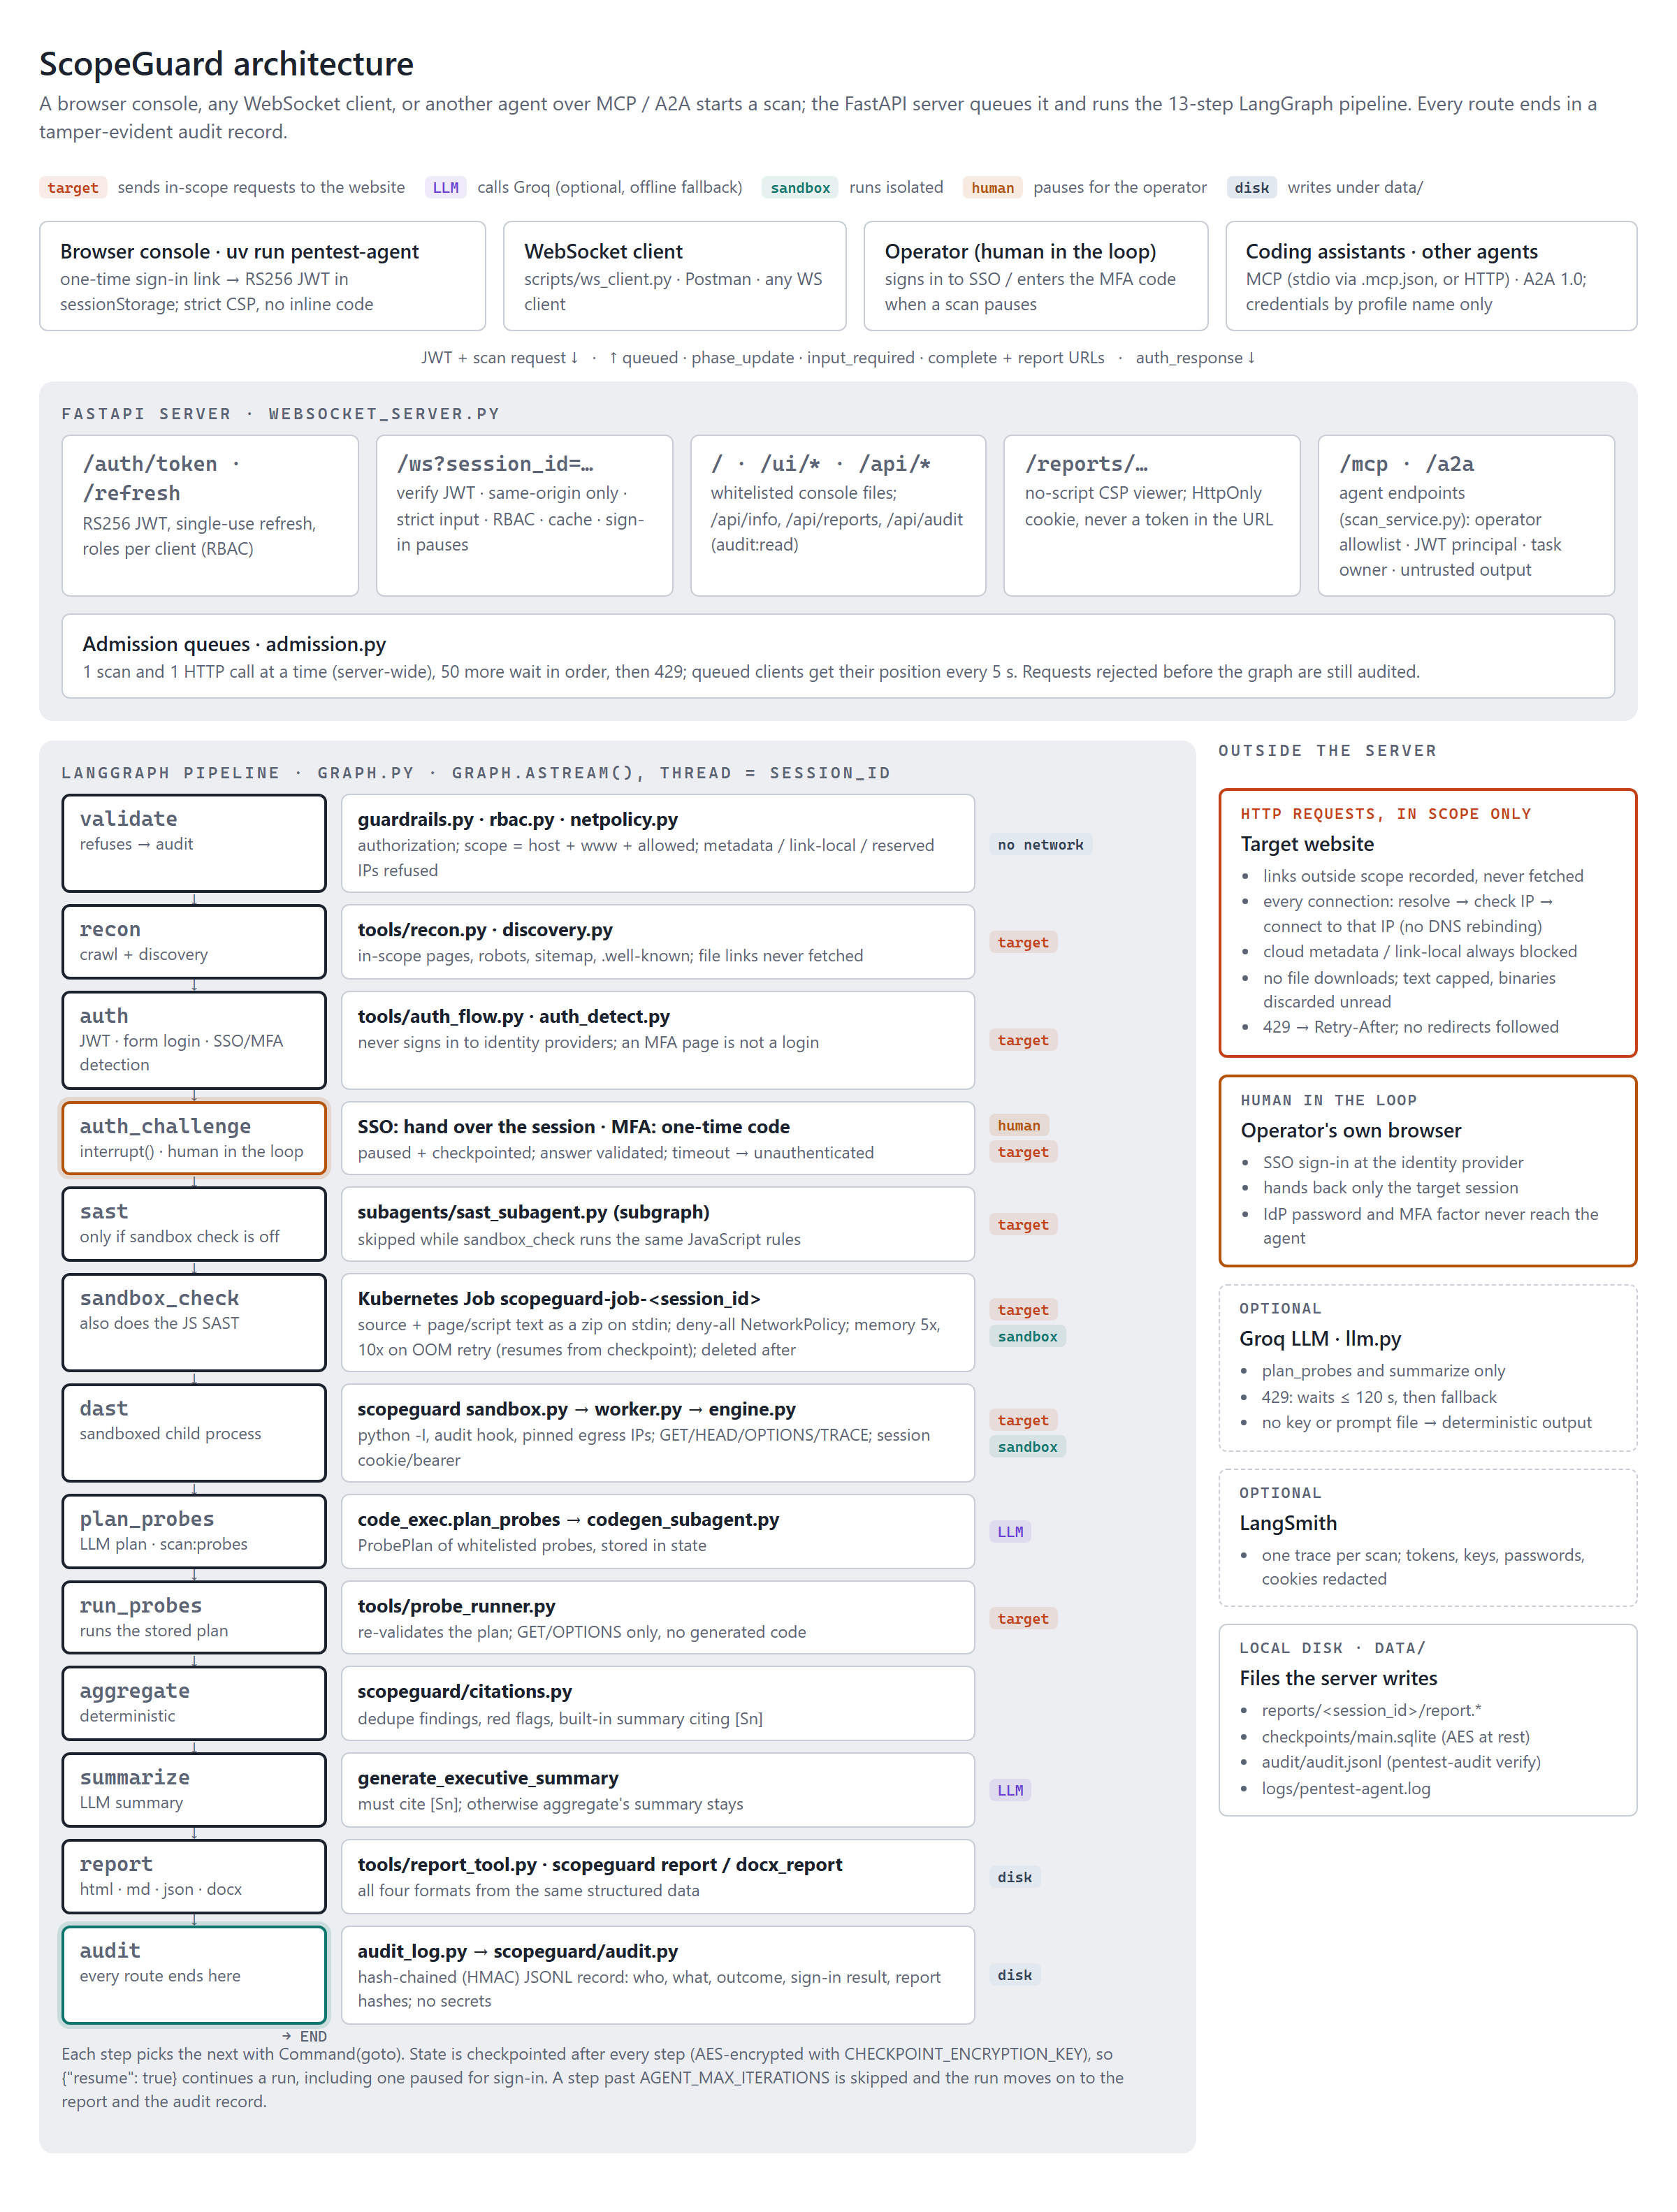 ScopeGuard architecture
A browser console, any WebSocket client, or another agent over MCP / A2A starts a scan; the FastAPI server queues it and runs the 13-step LangGraph pipeline. Every route ends in a
tamper-evident audit record.
target sends in-scope requests to the website LLM calls Groq (optional, offline fallback) sandbox runs isolated human pauses for the operator disk writes under data/
Browser console · uv run pentest-agent
one-time sign-in link → RS256 JWT in
sessionStorage; strict CSP, no inline code
WebSocket client
scripts/ws_client.py · Postman · any WS
client
Operator (human in the loop)
signs in to SSO / enters the MFA code
when a scan pauses
Coding assistants · other agents
MCP (stdio via .mcp.json, or HTTP) · A2A 1.0;
credentials by profile name only
JWT + scan request ↓ · ↑ queued · phase_update · input_required · complete + report URLs · auth_response ↓
FASTAPI SERVER · WEBSOCKET_SERVER.PY
/auth/token ·
/refresh
RS256 JWT, single-use refresh,
roles per client (RBAC)
/ws?session_id=…
verify JWT · same-origin only ·
strict input · RBAC · cache · sign-
in pauses
/ · /ui/* · /api/*
whitelisted console files;
/api/info, /api/reports, /api/audit
(audit:read)
/reports/…
no-script CSP viewer; HttpOnly
cookie, never a token in the URL
/mcp · /a2a
agent endpoints
(scan_service.py): operator
allowlist · JWT principal · task
owner · untrusted output
Admission queues · admission.py
1 scan and 1 HTTP call at a time (server-wide), 50 more wait in order, then 429; queued clients get their position every 5 s. Requests rejected before the graph are still audited.
LANGGRAPH PIPELINE · GRAPH.PY · GRAPH.ASTREAM(), THREAD = SESSION_ID
validate
refuses → audit
guardrails.py · rbac.py · netpolicy.py
authorization; scope = host + www + allowed; metadata / link-local / reserved
IPs refused
no network
↓
recon
crawl + discovery
tools/recon.py · discovery.py
in-scope pages, robots, sitemap, .well-known; file links never fetched
target
↓
auth
JWT · form login · SSO/MFA
detection
tools/auth_flow.py · auth_detect.py
never signs in to identity providers; an MFA page is not a login
target
↓
auth_challenge
interrupt() · human in the loop
SSO: hand over the session · MFA: one-time code
paused + checkpointed; answer validated; timeout → unauthenticated
human
target
↓
sast
only if sandbox check is off
subagents/sast_subagent.py (subgraph)
skipped while sandbox_check runs the same JavaScript rules
target
↓
sandbox_check
also does the JS SAST
Kubernetes Job scopeguard-job-<session_id>
source + page/script text as a zip on stdin; deny-all NetworkPolicy; memory 5x,
10x on OOM retry (resumes from checkpoint); deleted after
target
sandbox
↓
dast
sandboxed child process
scopeguard sandbox.py → worker.py → engine.py
python -I, audit hook, pinned egress IPs; GET/HEAD/OPTIONS/TRACE; session
cookie/bearer
target
sandbox
↓
plan_probes
LLM plan · scan:probes
code_exec.plan_probes → codegen_subagent.py
ProbePlan of whitelisted probes, stored in state
LLM
↓
run_probes
runs the stored plan
tools/probe_runner.py
re-validates the plan; GET/OPTIONS only, no generated code
target
↓
aggregate
deterministic
scopeguard/citations.py
dedupe findings, red flags, built-in summary citing [Sn]
↓
summarize
LLM summary
generate_executive_summary
must cite [Sn]; otherwise aggregate's summary stays
LLM
↓
report
html · md · json · docx
tools/report_tool.py · scopeguard report / docx_report
all four formats from the same structured data
disk
↓
audit
every route ends here
audit_log.py → scopeguard/audit.py
hash-chained (HMAC) JSONL record: who, what, outcome, sign-in result, report
hashes; no secrets
disk
→ END
Each step picks the next with Command(goto). State is checkpointed after every step (AES-encrypted with CHECKPOINT_ENCRYPTION_KEY), so
{"resume": true} continues a run, including one paused for sign-in. A step past AGENT_MAX_ITERATIONS is skipped and the run moves on to the
report and the audit record.
OUTSIDE THE SERVER
HTTP REQUESTS, IN SCOPE ONLY
Target website
• links outside scope recorded, never fetched
• every connection: resolve → check IP →
connect to that IP (no DNS rebinding)
• cloud metadata / link-local always blocked
• no file downloads; text capped, binaries
discarded unread
• 429 → Retry-After; no redirects followed
HUMAN IN THE LOOP
Operator's own browser
• SSO sign-in at the identity provider
• hands back only the target session
• IdP password and MFA factor never reach the
agent
OPTIONAL
Groq LLM · llm.py
• plan_probes and summarize only
• 429: waits ≤ 120 s, then fallback
• no key or prompt file → deterministic output
OPTIONAL
LangSmith
• one trace per scan; tokens, keys, passwords,
cookies redacted
LOCAL DISK · DATA/
Files the server writes
• reports/<session_id>/report.*
• checkpoints/main.sqlite (AES at rest)
• audit/audit.jsonl (pentest-audit verify)
• logs/pentest-agent.log